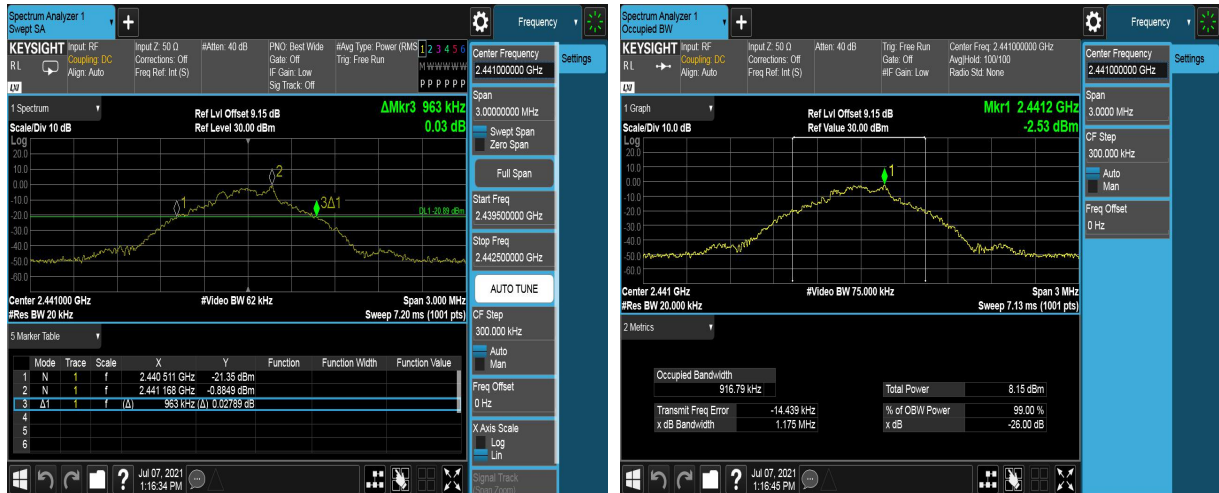 Spectrum Analyzer 1
Swept SA
Frequency
KEYSIGHT
RL
LXI
Input: RF
Coupling: DC
Align: Auto
Input Z: 50 Ω
Corrections: Off
Freq Ref: Int (S)
#Atten: 40 dB
PNO: Best Wide
Gate: Off
IF Gain: Low
Sig Track: Off
#Avg Type: Power (RMS
Trig: Free Run
1 2 3 4 5 6
M W W W W W
P P P P P P
1 Spectrum
Scale/Div 10 dB
Ref Lvl Offset 9.15 dB
Ref Level 30.00 dBm
ΔMkr3 963 kHz
0.03 dB
Log
20.0
10.0
0.00
-10.0
-20.0
-30.0
-40.0
-50.0
-60.0
1
2
3Δ1
DL1 -20.89 dBm
Center 2.441000 GHz
#Video BW 62 kHz
Span 3.000 MHz
#Res BW 20 kHz
Sweep 7.20 ms (1001 pts)
5 Marker Table
Mode Trace Scale X Y Function Function Width Function Value
1 N 1 f 2.440 511 GHz -21.35 dBm
2 N 1 f 2.441 168 GHz -0.8849 dBm
3 Δ1 1 f (Δ) 963 kHz (Δ) 0.02789 dB
4
5
6
Jul 07, 2021
1:16:34 PM
Center Frequency
2.441000000 GHz
Settings
Span
3.00000000 MHz
Swept Span
Zero Span
Full Span
Start Freq
2.439500000 GHz
Stop Freq
2.442500000 GHz
AUTO TUNE
CF Step
300.000 kHz
Auto
Man
Freq Offset
0 Hz
X Axis Scale
Log
Lin
Signal Track
(Span Zoom)
Spectrum Analyzer 1
Occupied BW
Frequency
KEYSIGHT
RL
LXI
Input: RF
Coupling: DC
Align: Auto
Input Z: 50 Ω
Corrections: Off
Freq Ref: Int (S)
Atten: 40 dB
Trig: Free Run
Gate: Off
#IF Gain: Low
Center Freq: 2.441000000 GHz
Avg|Hold: 100/100
Radio Std: None
1 Graph
Scale/Div 10.0 dB
Ref Lvl Offset 9.15 dB
Ref Value 30.00 dBm
Mkr1 2.4412 GHz
-2.53 dBm
Log
20.0
10.0
0.00
-10.0
-20.0
-30.0
-40.0
-50.0
-60.0
1
Center 2.441 GHz
#Video BW 75.000 kHz
Span 3 MHz
#Res BW 20.000 kHz
Sweep 7.13 ms (1001 pts)
2 Metrics
Occupied Bandwidth
916.79 kHz
Total Power 8.15 dBm
Transmit Freq Error -14.439 kHz
% of OBW Power 99.00 %
x dB Bandwidth 1.175 MHz
x dB -26.00 dB
Jul 07, 2021
1:16:45 PM
Center Frequency
2.441000000 GHz
Settings
Span
3.0000 MHz
CF Step
300.000 kHz
Auto
Man
Freq Offset
0 Hz